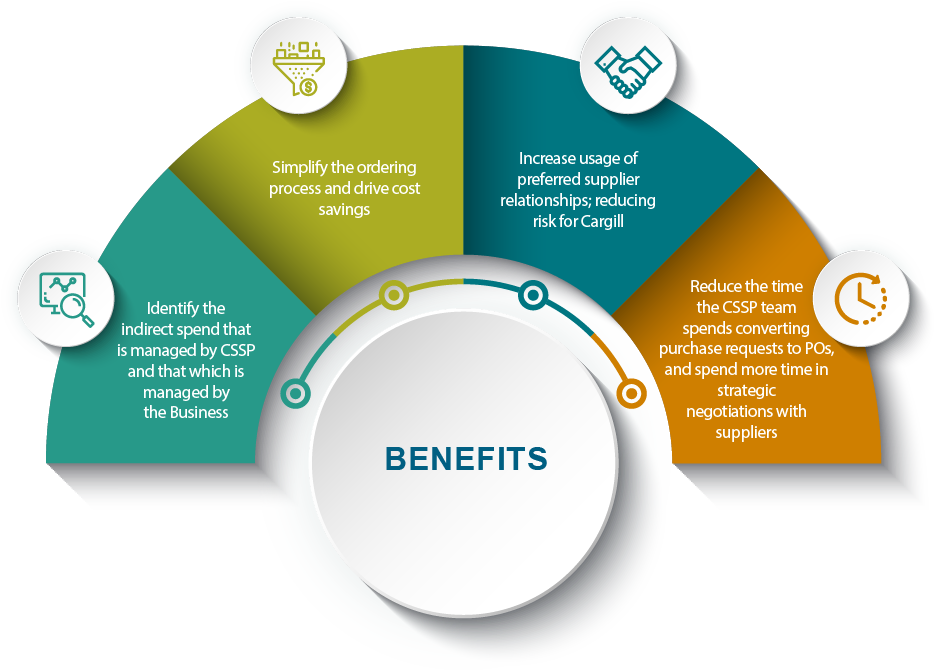 Identify the
indirect spend that
is managed by CSSP
and that which is
managed by
the Business
Simplify the ordering
process and drive cost
savings
Increase usage of
preferred supplier
relationships; reducing
risk for Cargill
Reduce the time
the CSSP team
spends converting
purchase requests to POs,
and spend more time in
strategic
negotiations with
suppliers
BENEFITS
$